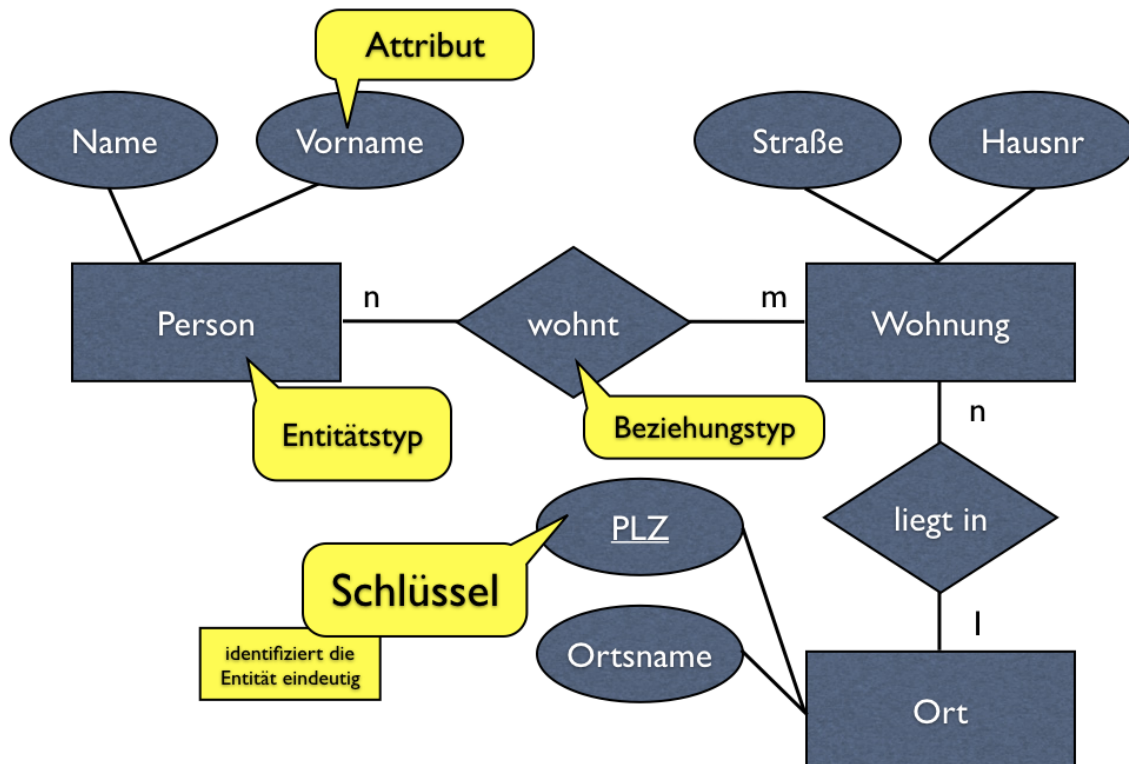 Attribut
Name
Vorname
Straße
Hausnr
n
m
Person
wohnt
Wohnung
n
Entitätstyp
Beziehungstyp
PLZ
liegt in
Schlüssel
1
identifiziert die
Entität eindeutig
Ortsname
Ort